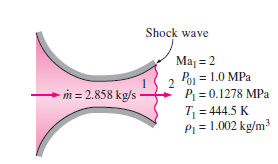 Shock wave
Ma₁ = 2
P₀₁ = 1.0 MPa
P₁ = 0.1278 MPa
T₁ = 444.5 K
ρ₁ = 1.002 kg/m³
ṁ = 2.858 kg/s
1
2